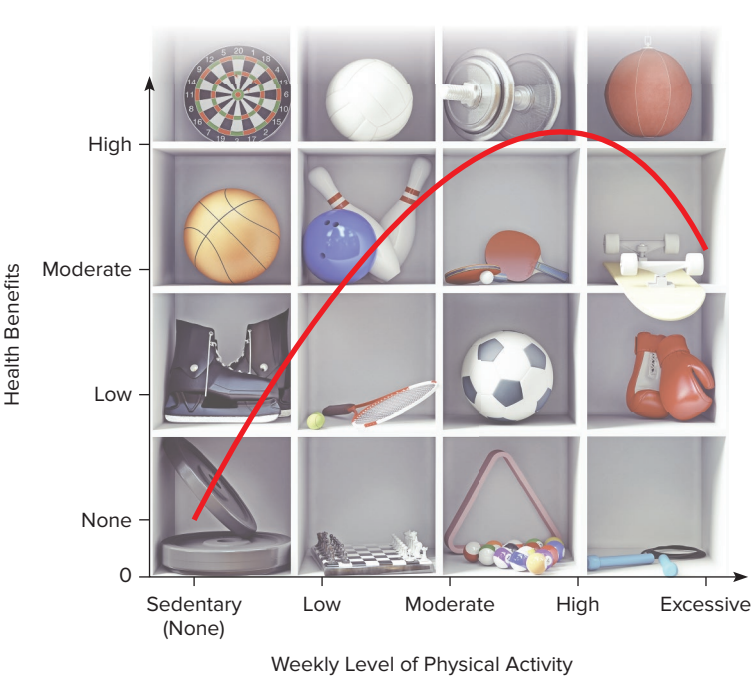 High
Moderate
Low
None
0
Health Benefits
Sedentary
(None)
Low
Moderate
High
Excessive
Weekly Level of Physical Activity